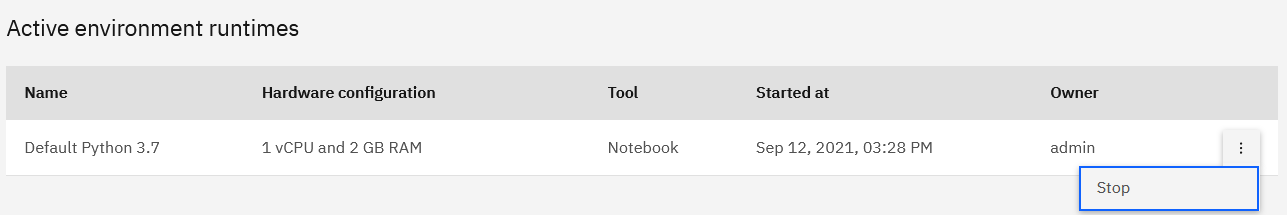 Active environment runtimes
Name Hardware configuration Tool Started at Owner
Default Python 3.7 1 vCPU and 2 GB RAM Notebook Sep 12, 2021, 03:28 PM admin
Stop